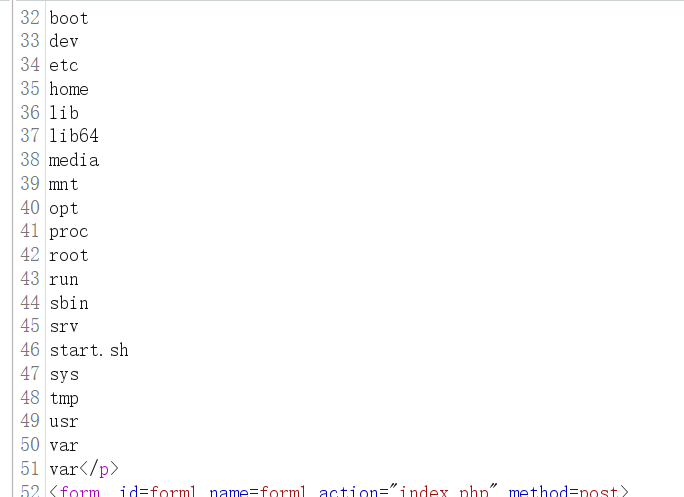 32 boot
33 dev
34 etc
35 home
36 lib
37 lib64
38 media
39 mnt
40 opt
41 proc
42 root
43 run
44 sbin
45 srv
46 start.sh
47 sys
48 tmp
49 usr
50 var
51 var</p>
52 <form id=form1 name=form1 action="index.php" method=post>